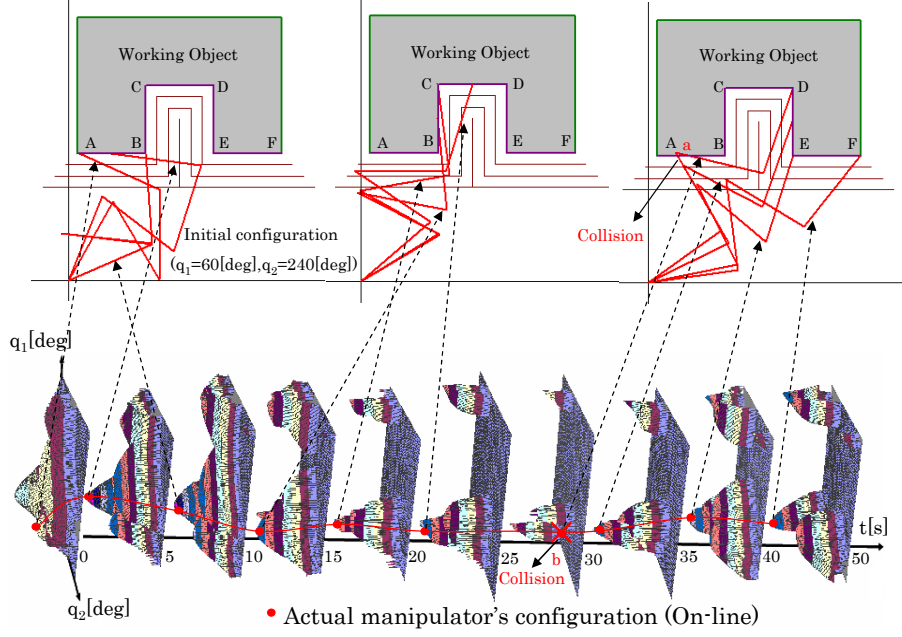 Working Object
C
D
A
B
E
F
Initial configuration
(q1=60[deg],q2=240[deg])
Working Object
C
D
A
B
E
F
Working Object
C
D
A
a
B
E
F
Collision
q1[deg]
0
5
10
15
20
25
30
35
40
50
t[s]
b
Collision
q2[deg]
Actual manipulator's configuration (On-line)